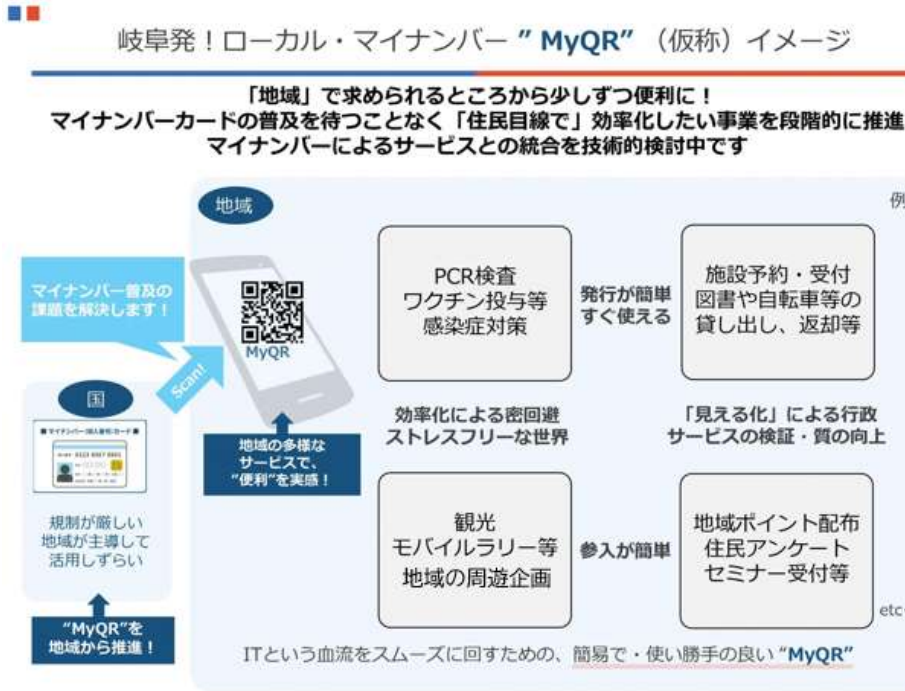 岐阜発！ローカル・マイナンバー ” MyQR” （仮称）イメージ
「地域」で求められるところから少しずつ便利に！
マイナンバーカードの普及を待つことなく「住民目線で」効率化したい事業を段階的に推進
マイナンバーによるサービスとの統合を技術的検討中です
地域
例
マイナンバー普及の
課題を解決します！
Scan!
MyQR
PCR検査
ワクチン投与等
感染症対策
発行が簡単
すぐ使える
施設予約・受付
図書や自転車等の
貸し出し、返却等
国
■ マイナンバー（個人番号）カード ■
規制が厳しい
地域が主導して
活用しずらい
地域の多様な
サービスで、
“便利”を実感！
効率化による密回避
ストレスフリーな世界
「見える化」による行政
サービスの検証・質の向上
観光
モバイルラリー等
地域の周遊企画
参入が簡単
地域ポイント配布
住民アンケート
セミナー受付等
etc
“MyQR”を
地域から推進！
ITという血流をスムーズに回すための、簡易で・使い勝手の良い “MyQR”